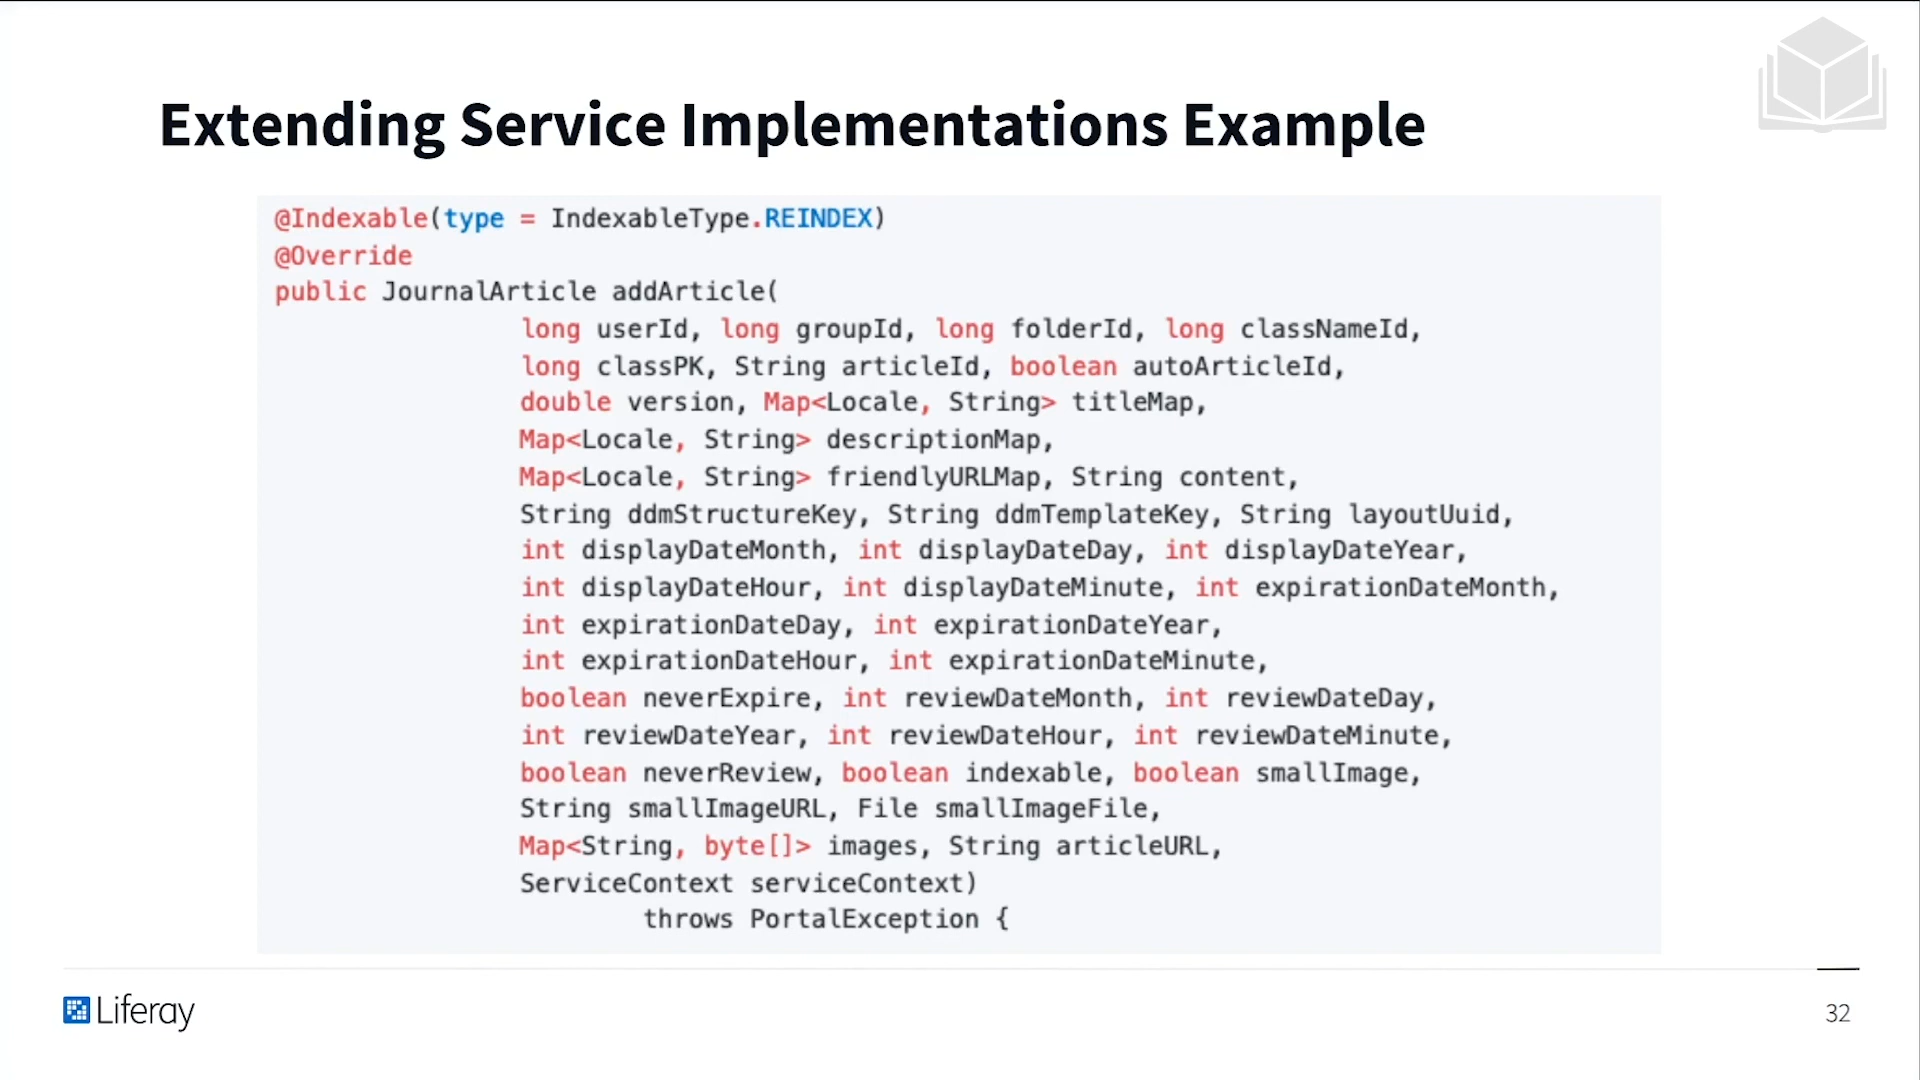 Extending Service Implementations Example
@Indexable(type = IndexableType.REINDEX)
@Override
public JournalArticle addArticle(
long userId, long groupId, long folderId, long classNameId,
long classPK, String articleId, boolean autoArticleId,
double version, Map<Locale, String> titleMap,
Map<Locale, String> descriptionMap,
Map<Locale, String> friendlyURLMap, String content,
String ddmStructureKey, String ddmTemplateKey, String layoutUuid,
int displayDateMonth, int displayDateDay, int displayDateYear,
int displayDateHour, int displayDateMinute, int expirationDateMonth,
int expirationDateDay, int expirationDateYear,
int expirationDateHour, int expirationDateMinute,
boolean neverExpire, int reviewDateMonth, int reviewDateDay,
int reviewDateYear, int reviewDateHour, int reviewDateMinute,
boolean neverReview, boolean indexable, boolean smallImage,
String smallImageURL, File smallImageFile,
Map<String, byte[]> images, String articleURL,
ServiceContext serviceContext)
throws PortalException {
Liferay
32